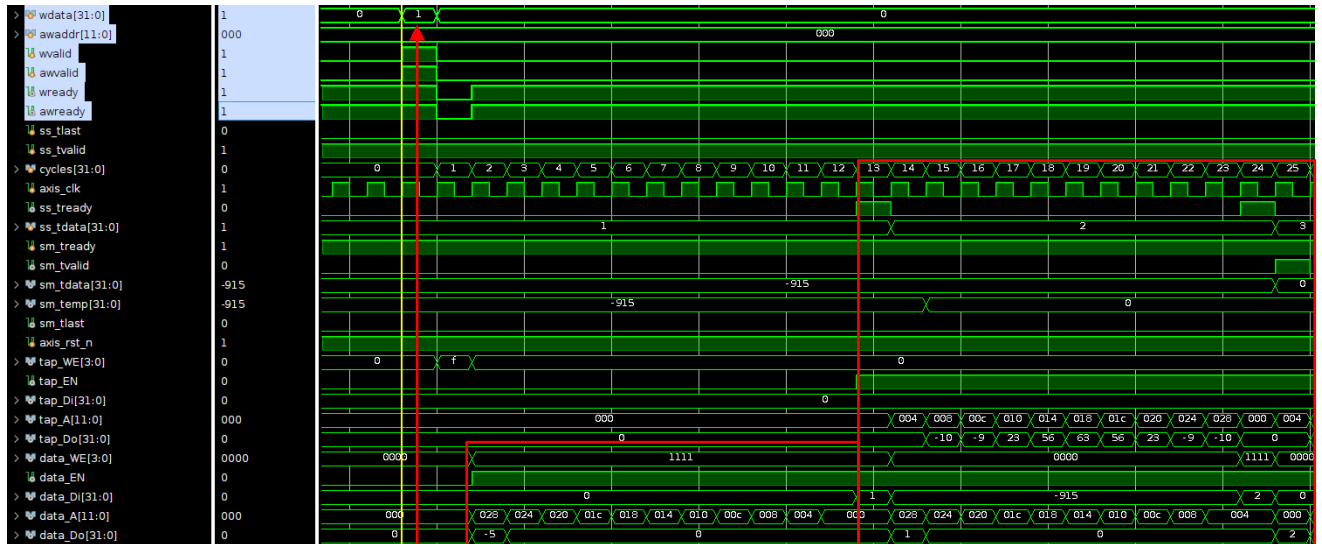 wdata[31:0] 1 0 1 0
awaddr[11:0] 000 000
wvalid 1
awvalid 1
wready 1
awready 1
ss_tlast 0
ss_tvalid 1
cycles[31:0] 0 0 1 2 3 4 5 6 7 8 9 10 11 12 13 14 15 16 17 18 19 20 21 22 23 24 25
axis_clk 1
ss_tready 0
ss_tdata[31:0] 1 1 2 3
sm_tready 1
sm_tvalid 0
sm_tdata[31:0] -915 -915 0
sm_temp[31:0] -915 -915 0
sm_tlast 0
axis_rst_n 1
tap_WE[3:0] 0 0 f 0
tap_EN 0
tap_Di[31:0] 0 0
tap_A[11:0] 000 000 004 008 00c 010 014 018 01c 020 024 028 000 004
tap_Do[31:0] 0 0 -10 -9 23 56 63 56 23 -9 -10 0
data_WE[3:0] 0000 0000 1111 0000 1111 0000
data_EN 0
data_Di[31:0] 0 0 1 -915 2 0
data_A[11:0] 000 000 028 024 020 01c 018 014 010 00c 008 004 000 028 024 020 01c 018 014 010 00c 008 004 000
data_Do[31:0] 0 0 -5 0 1 0 2